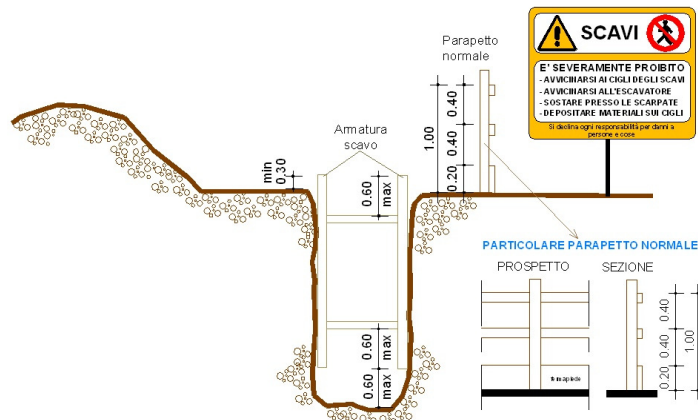 SCAVI
E' SEVERAMENTE PROIBITO
- AVVICINARSI AI CIGLI DEGLI SCAVI
- AVVICINARSI ALL'ESCAVATORE
- SOSTARE PRESSO LE SCARPATE
- DEPOSITARE MATERIALI SUI CIGLI
Si declina ogni responsabilità per danni a
persone e cose
Parapetto
normale
1.00
0.40
0.40
0.20
Armatura
scavo
min
0.30
0.60
max
0.60
max
0.60
max
PARTICOLARE PARAPETTO NORMALE
PROSPETTO
SEZIONE
fermapiede
0.40
0.40
0.20
1.00